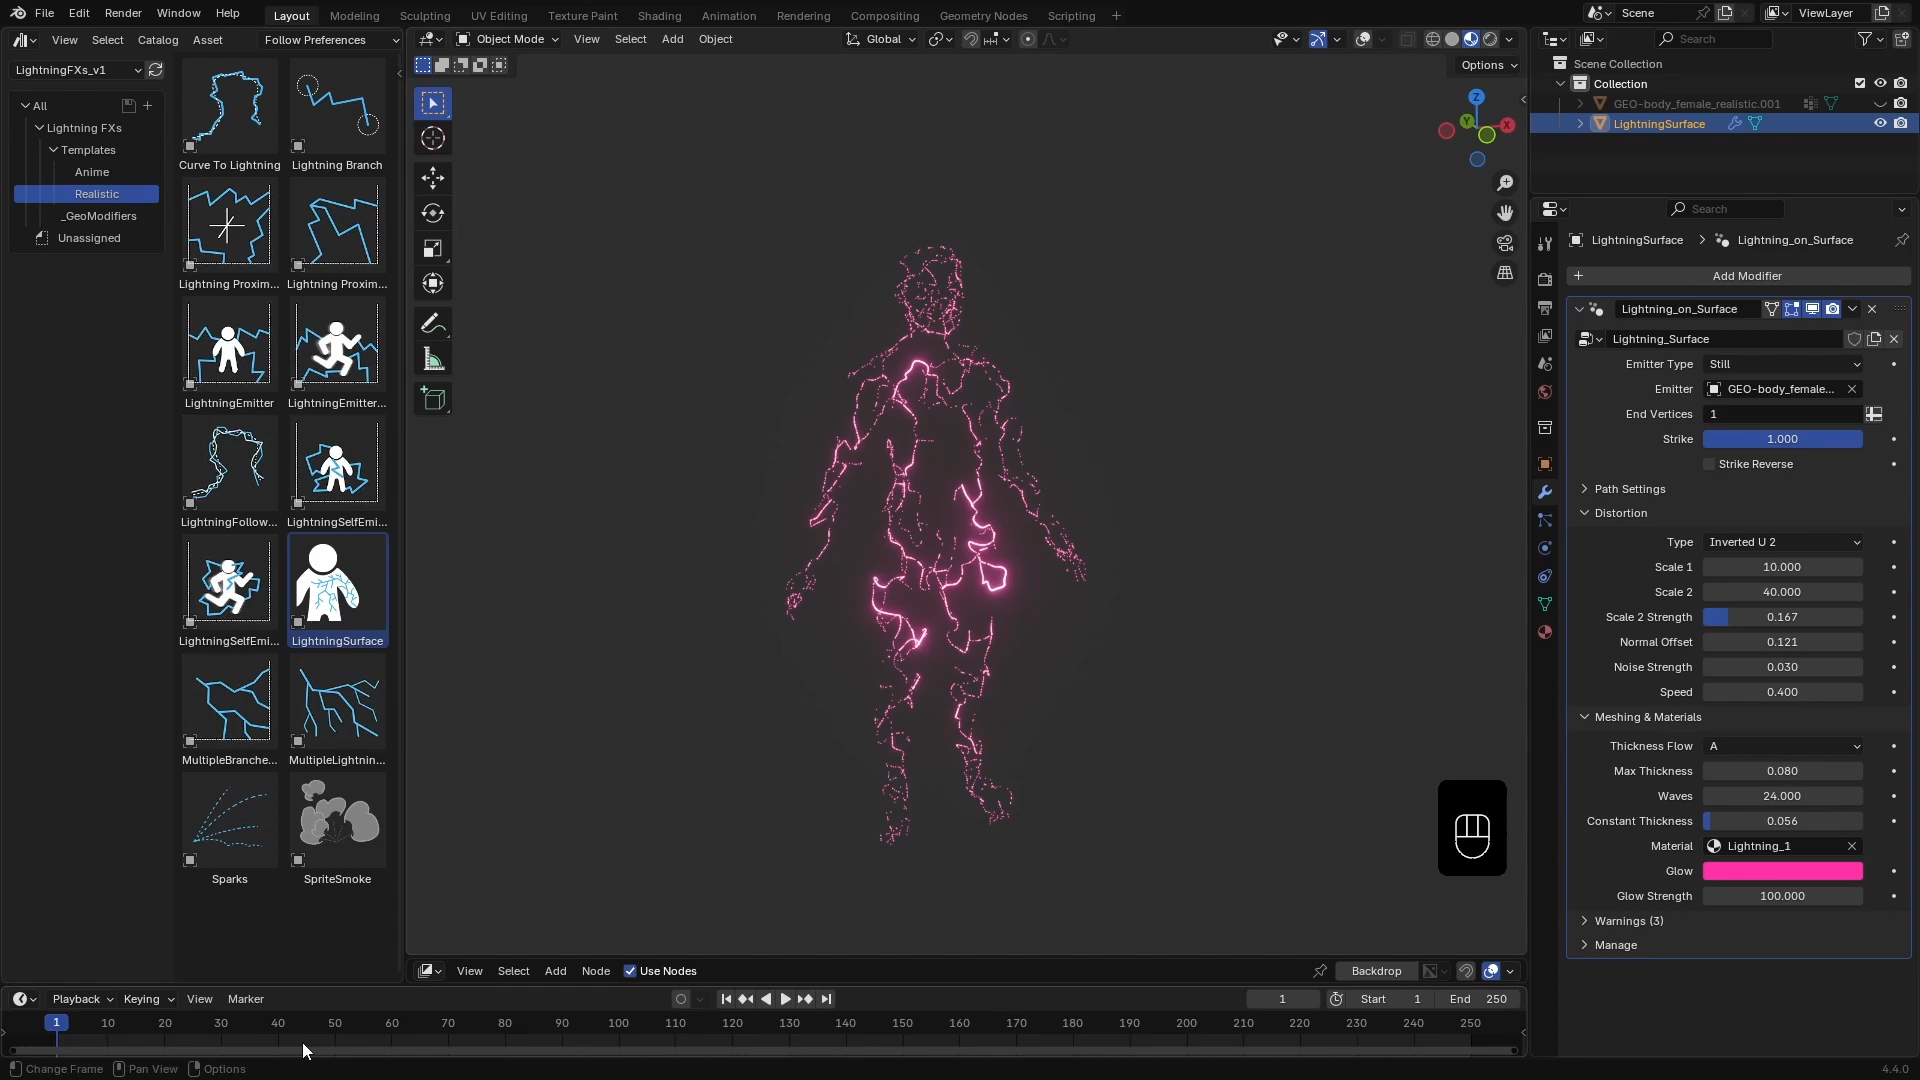 File Edit Render Window Help Layout Modeling Sculpting UV Editing Texture Paint Shading Animation Rendering Compositing Geometry Nodes Scripting + Scene ViewLayer
View Select Catalog Asset Follow Preferences Object Mode View Select Add Object Global Search
LightningFXs_v1 Options
All
Lightning FXs
Templates
Anime
Realistic
_GeoModifiers
Unassigned
Curve To Lightning Lightning Branch
Lightning Proxim... Lightning Proxim...
LightningEmitter LightningEmitter...
LightningFollow... LightningSelfEmi...
LightningSelfEmi... LightningSurface
MultipleBranche... MultipleLightnin...
Sparks SpriteSmoke
Z
Y
X
Scene Collection
Collection
GEO-body_female_realistic.001
LightningSurface
Search
LightningSurface > Lightning_on_Surface
+ Add Modifier
Lightning_on_Surface
Lightning_Surface
Emitter Type Still
Emitter GEO-body_female...
End Vertices 1
Strike 1.000
Strike Reverse
Path Settings
Distortion
Type Inverted U 2
Scale 1 10.000
Scale 2 40.000
Scale 2 Strength 0.167
Normal Offset 0.121
Noise Strength 0.030
Speed 0.400
Meshing & Materials
Thickness Flow A
Max Thickness 0.080
Waves 24.000
Constant Thickness 0.056
Material Lightning_1
Glow
Glow Strength 100.000
Warnings (3)
Manage
View Select Add Node Use Nodes Backdrop
Playback Keying View Marker 1 Start 1 End 250
1 10 20 30 40 50 60 70 80 90 100 110 120 130 140 150 160 170 180 190 200 210 220 230 240 250
Change Frame Pan View Options 4.4.0